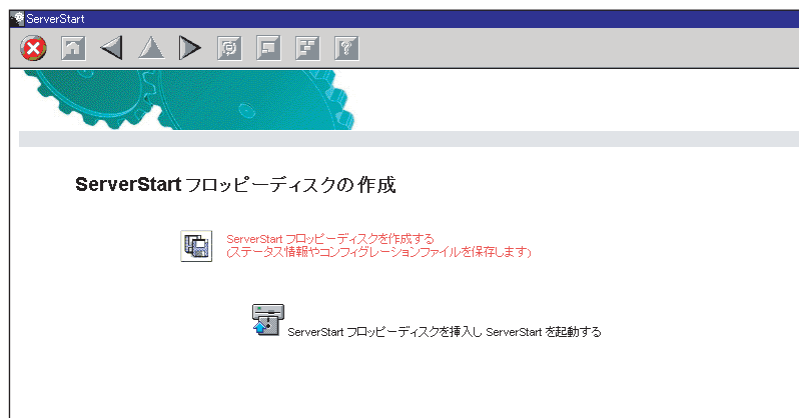 ServerStart
ServerStart フロッピーディスクの作成
ServerStart フロッピーディスクを作成する
(ステータス情報やコンフィグレーションファイルを保存します)
ServerStart フロッピーディスクを挿入し ServerStart を起動する